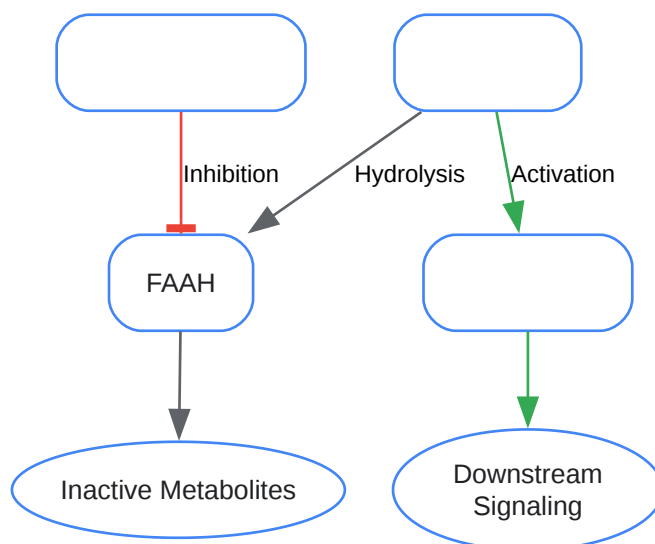 Inhibition
Hydrolysis
Activation
FAAH
Inactive Metabolites
Downstream
Signaling